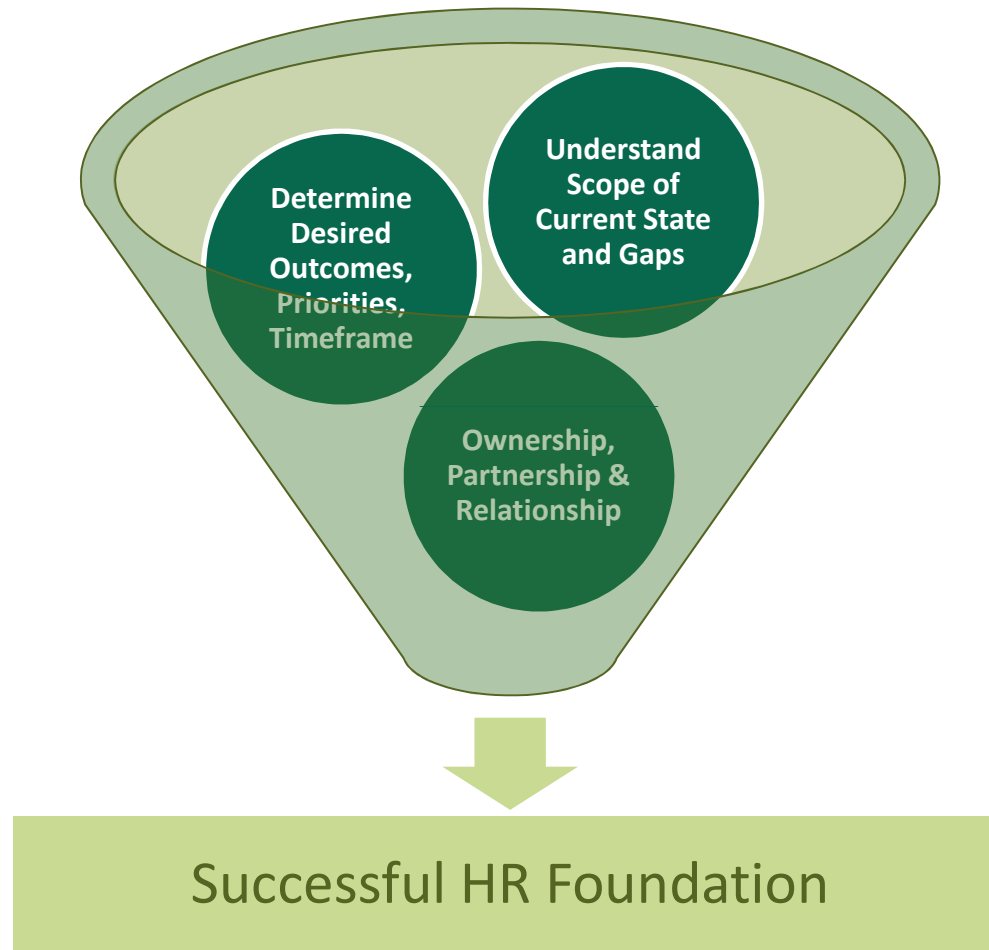 Understand
Scope of
Current State
and Gaps
Determine
Desired
Outcomes,
Priorities,
Timeframe
Ownership,
Partnership &
Relationship
Successful HR Foundation